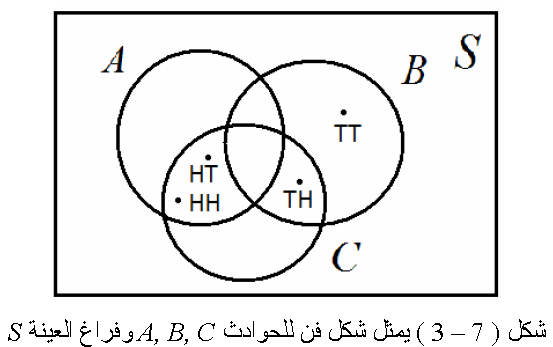 A B S
TT
HT
TH
HH
C
شكل ( 7 – 3 ) يمثل شكل فن للحوادث A, B, C وفراغ العينة S